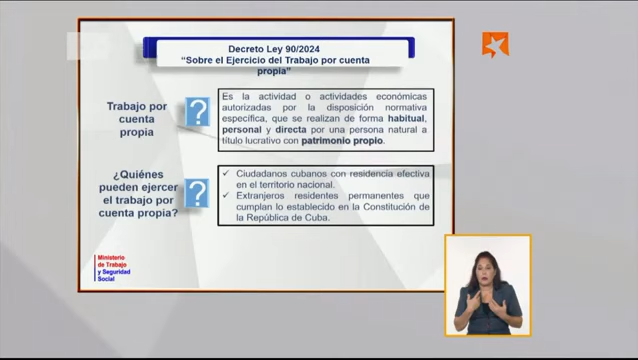 Decreto Ley 90/2024
"Sobre el Ejercicio del Trabajo por cuenta
propia"
Trabajo por
cuenta
propia
?
Es la actividad o actividades económicas
autorizadas por la disposición normativa
específica, que se realizan de forma habitual,
personal y directa por una persona natural a
título lucrativo con patrimonio propio.
¿Quiénes
pueden ejercer
el trabajo por
cuenta propia?
?
✓ Ciudadanos cubanos con residencia efectiva
en el territorio nacional.
✓ Extranjeros residentes permanentes que
cumplan lo establecido en la Constitución de
la República de Cuba.
Ministerio
de Trabajo
y Seguridad
Social